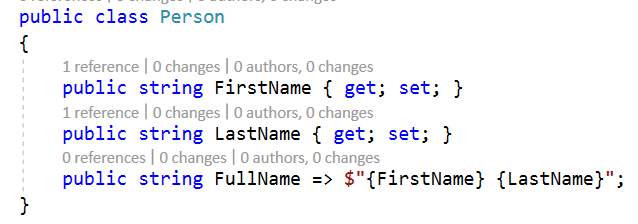 public class Person
{
1 reference | 0 changes | 0 authors, 0 changes
public string FirstName { get; set; }
1 reference | 0 changes | 0 authors, 0 changes
public string LastName { get; set; }
0 references | 0 changes | 0 authors, 0 changes
public string FullName => $"{FirstName} {LastName}";
}